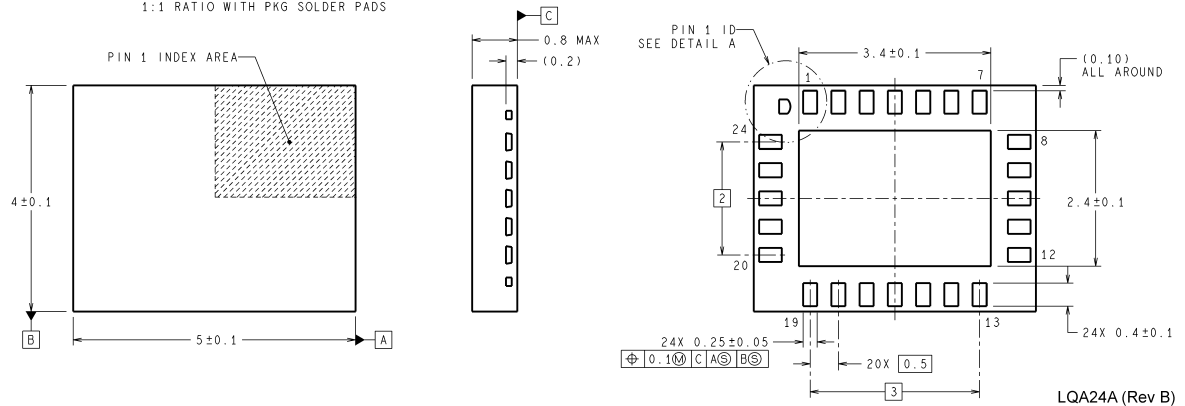 1:1 RATIO WITH PKG SOLDER PADS
PIN 1 INDEX AREA
4±0.1
B
5±0.1
A
C
0.8 MAX
(0.2)
PIN 1 ID
SEE DETAIL A
3.4±0.1
(0.10)
ALL AROUND
1
7
24
8
2
2.4±0.1
20
12
19
13
24X 0.4±0.1
24X 0.25±0.05
⌖ 0.1Ⓜ C AⓈ BⓈ
20X 0.5
3
LQA24A (Rev B)